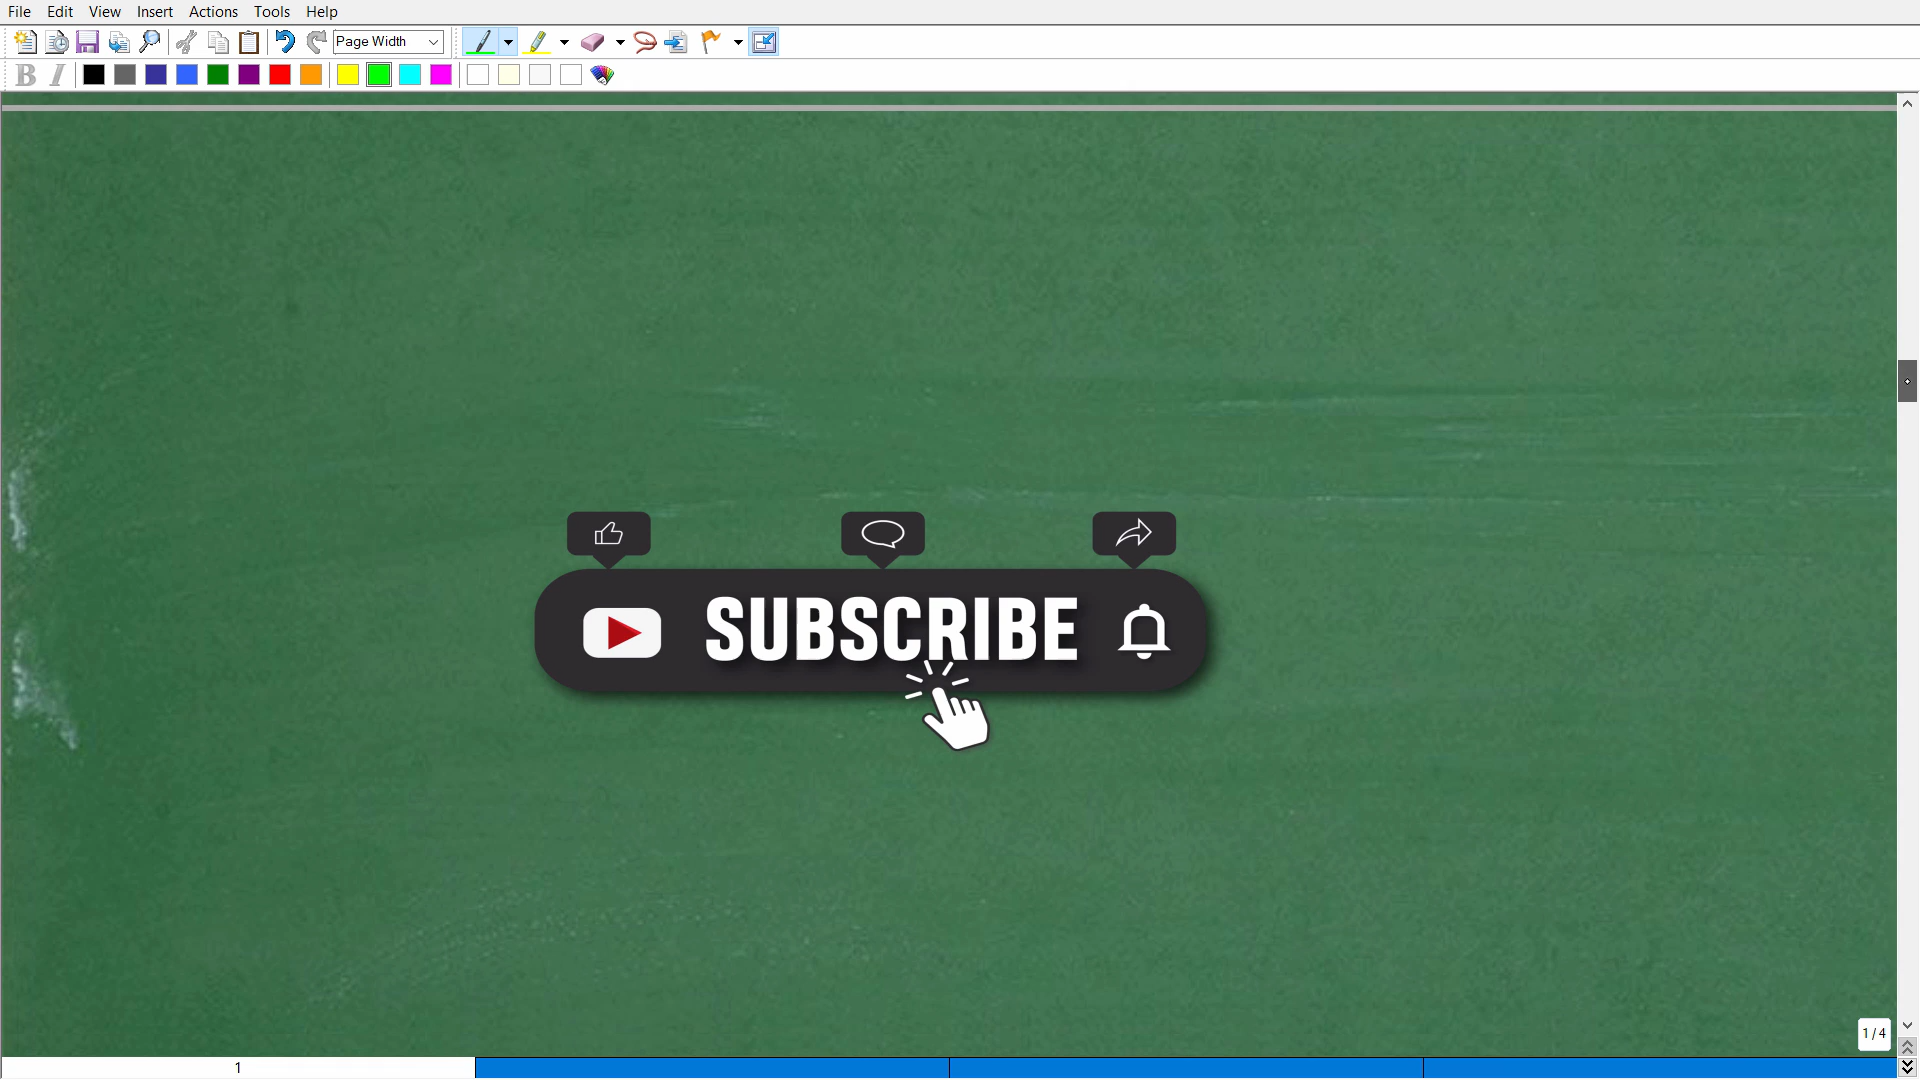 File Edit View Insert Actions Tools Help
Page Width
B I
SUBSCRIBE
1 / 4
1